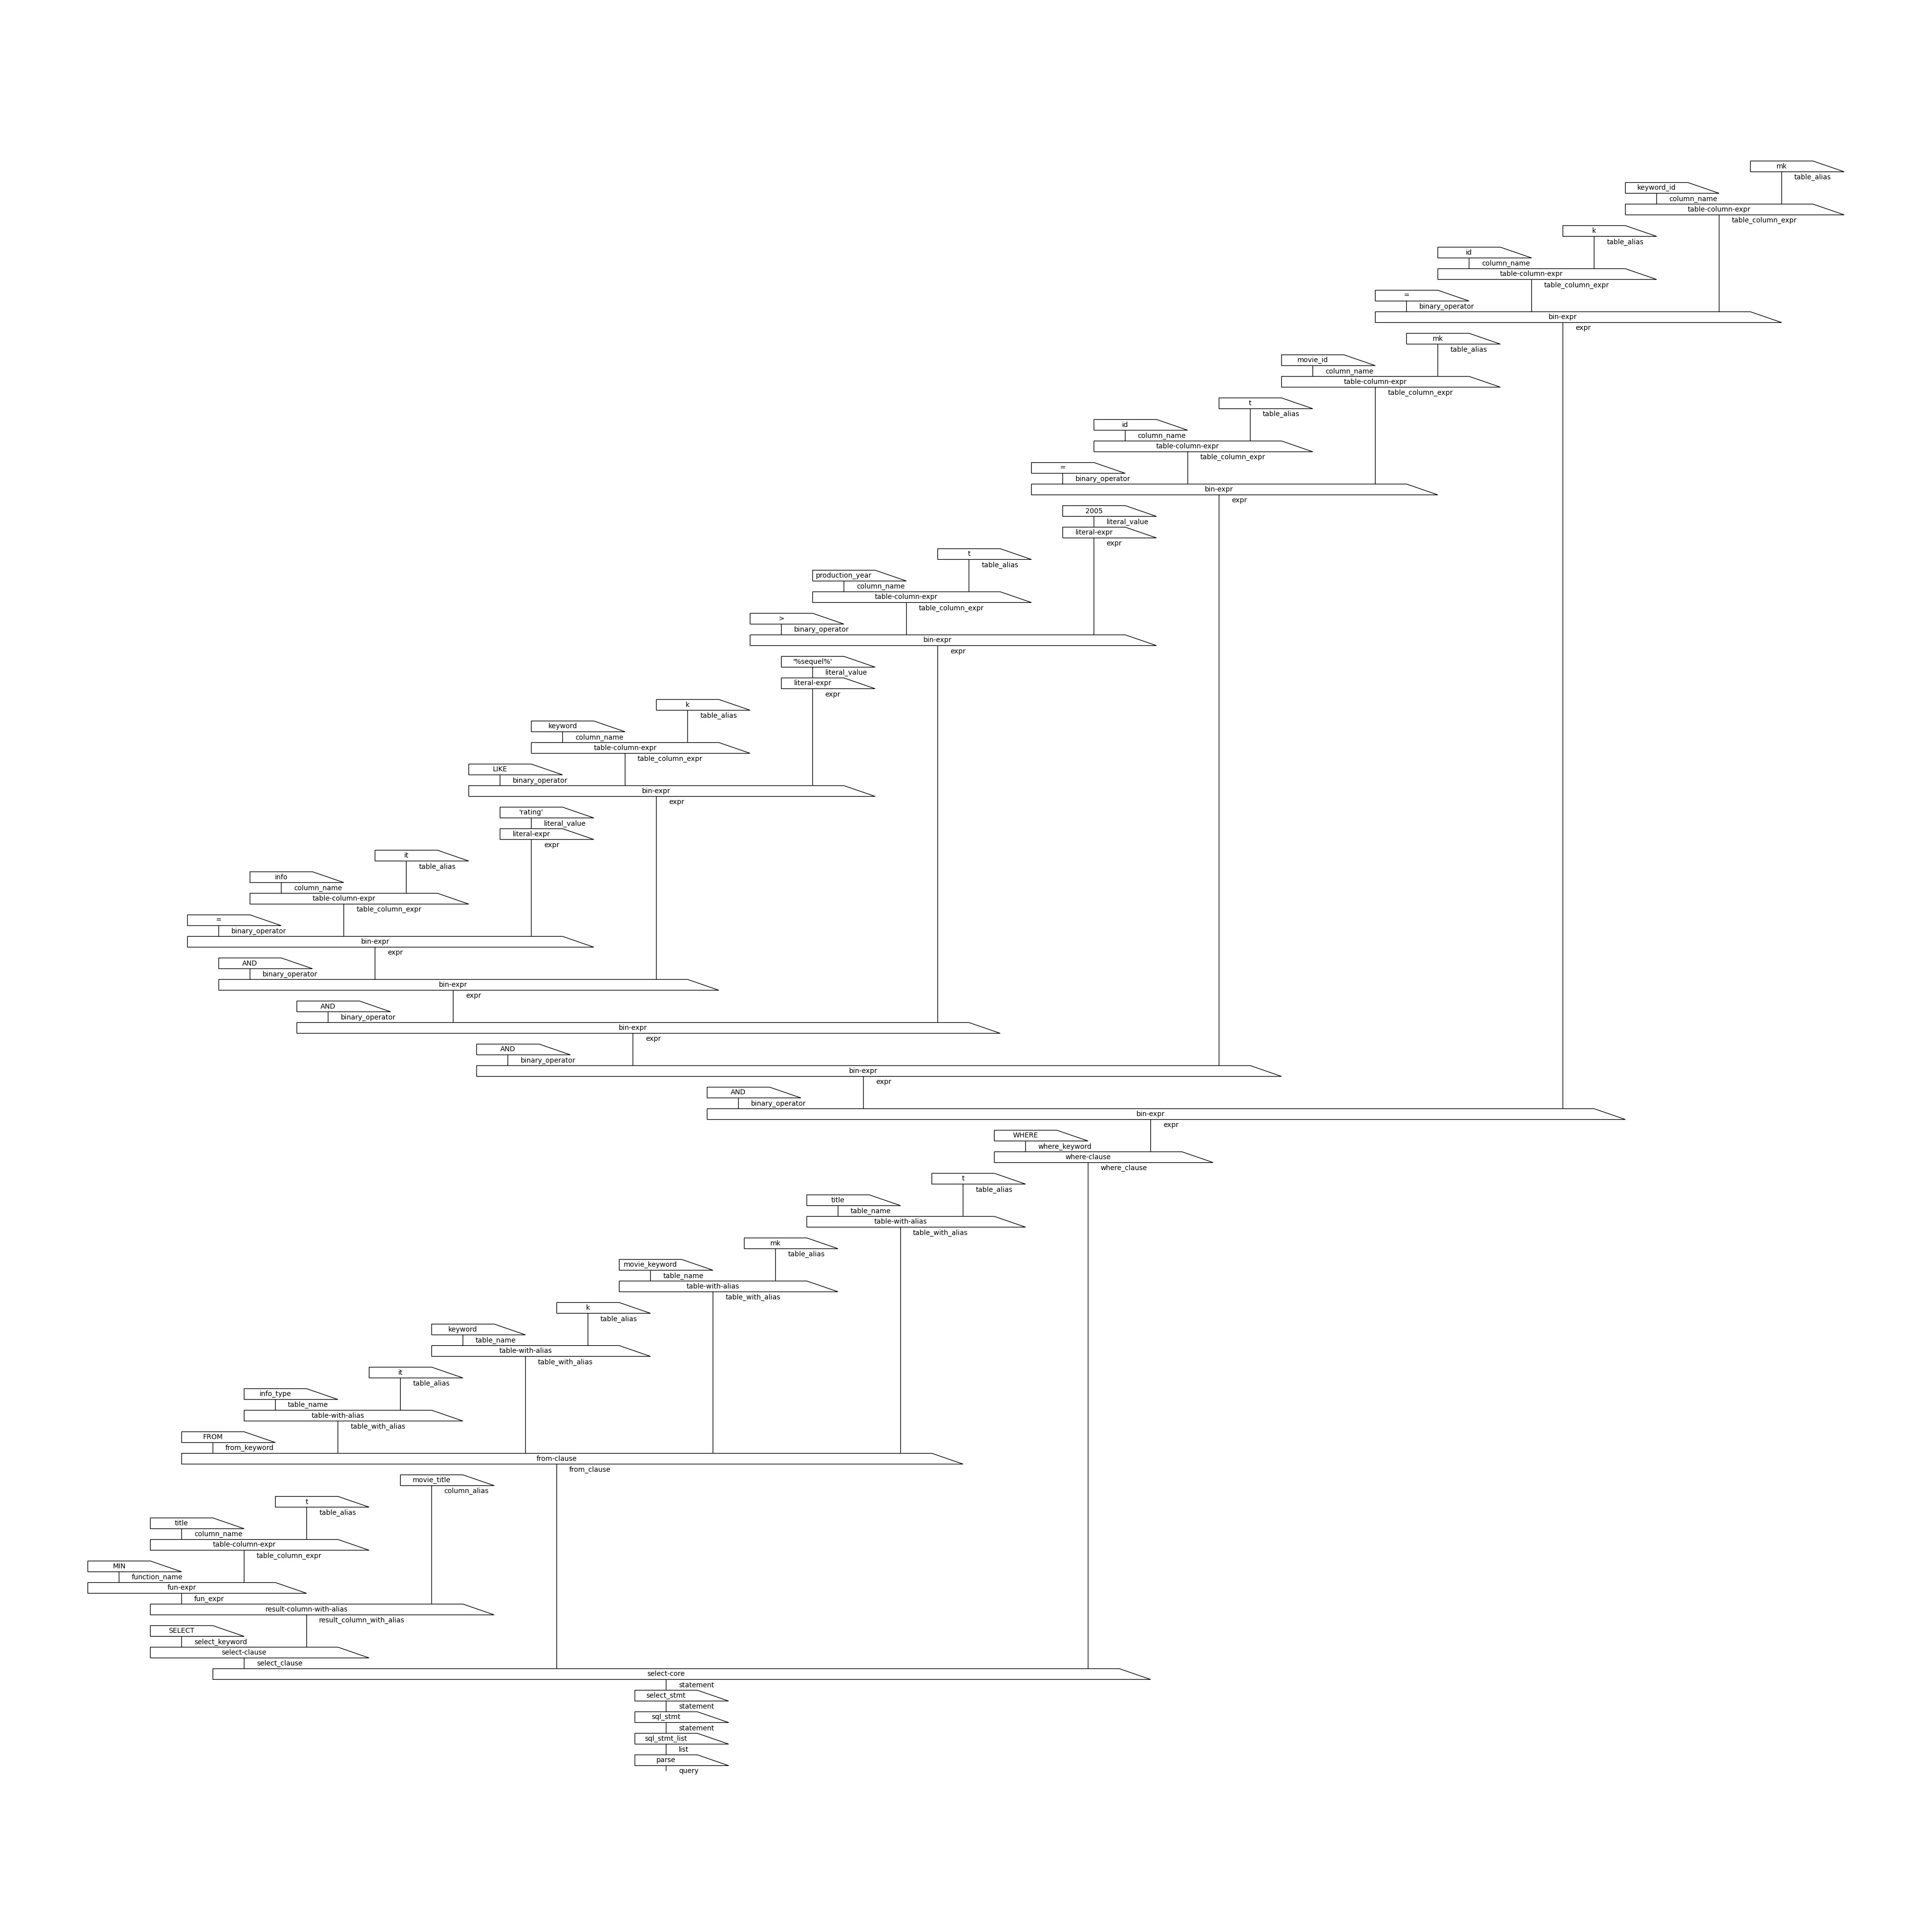 mk
table_alias
keyword_id
column_name
table-column-expr
table_column_expr
k
table_alias
id
column_name
table-column-expr
table_column_expr
=
binary_operator
bin-expr
expr
mk
table_alias
movie_id
column_name
table-column-expr
table_column_expr
t
table_alias
id
column_name
table-column-expr
table_column_expr
=
binary_operator
bin-expr
expr
2005
literal_value
literal-expr
expr
t
table_alias
production_year
column_name
table-column-expr
table_column_expr
>
binary_operator
bin-expr
expr
'%sequel%'
literal_value
literal-expr
expr
k
table_alias
keyword
column_name
table-column-expr
table_column_expr
LIKE
binary_operator
bin-expr
expr
'rating'
literal_value
literal-expr
expr
it
table_alias
info
column_name
table-column-expr
table_column_expr
=
binary_operator
bin-expr
expr
AND
binary_operator
bin-expr
expr
AND
binary_operator
bin-expr
expr
AND
binary_operator
bin-expr
expr
AND
binary_operator
bin-expr
expr
WHERE
where_keyword
where-clause
where_clause
t
table_alias
title
table_name
table-with-alias
table_with_alias
mk
table_alias
movie_keyword
table_name
table-with-alias
table_with_alias
k
table_alias
keyword
table_name
table-with-alias
table_with_alias
it
table_alias
info_type
table_name
table-with-alias
table_with_alias
FROM
from_keyword
from-clause
from_clause
movie_title
column_alias
t
table_alias
title
column_name
table-column-expr
table_column_expr
MIN
function_name
fun-expr
fun_expr
result-column-with-alias
result_column_with_alias
SELECT
select_keyword
select-clause
select_clause
select-core
statement
select_stmt
statement
sql_stmt
statement
sql_stmt_list
list
parse
query